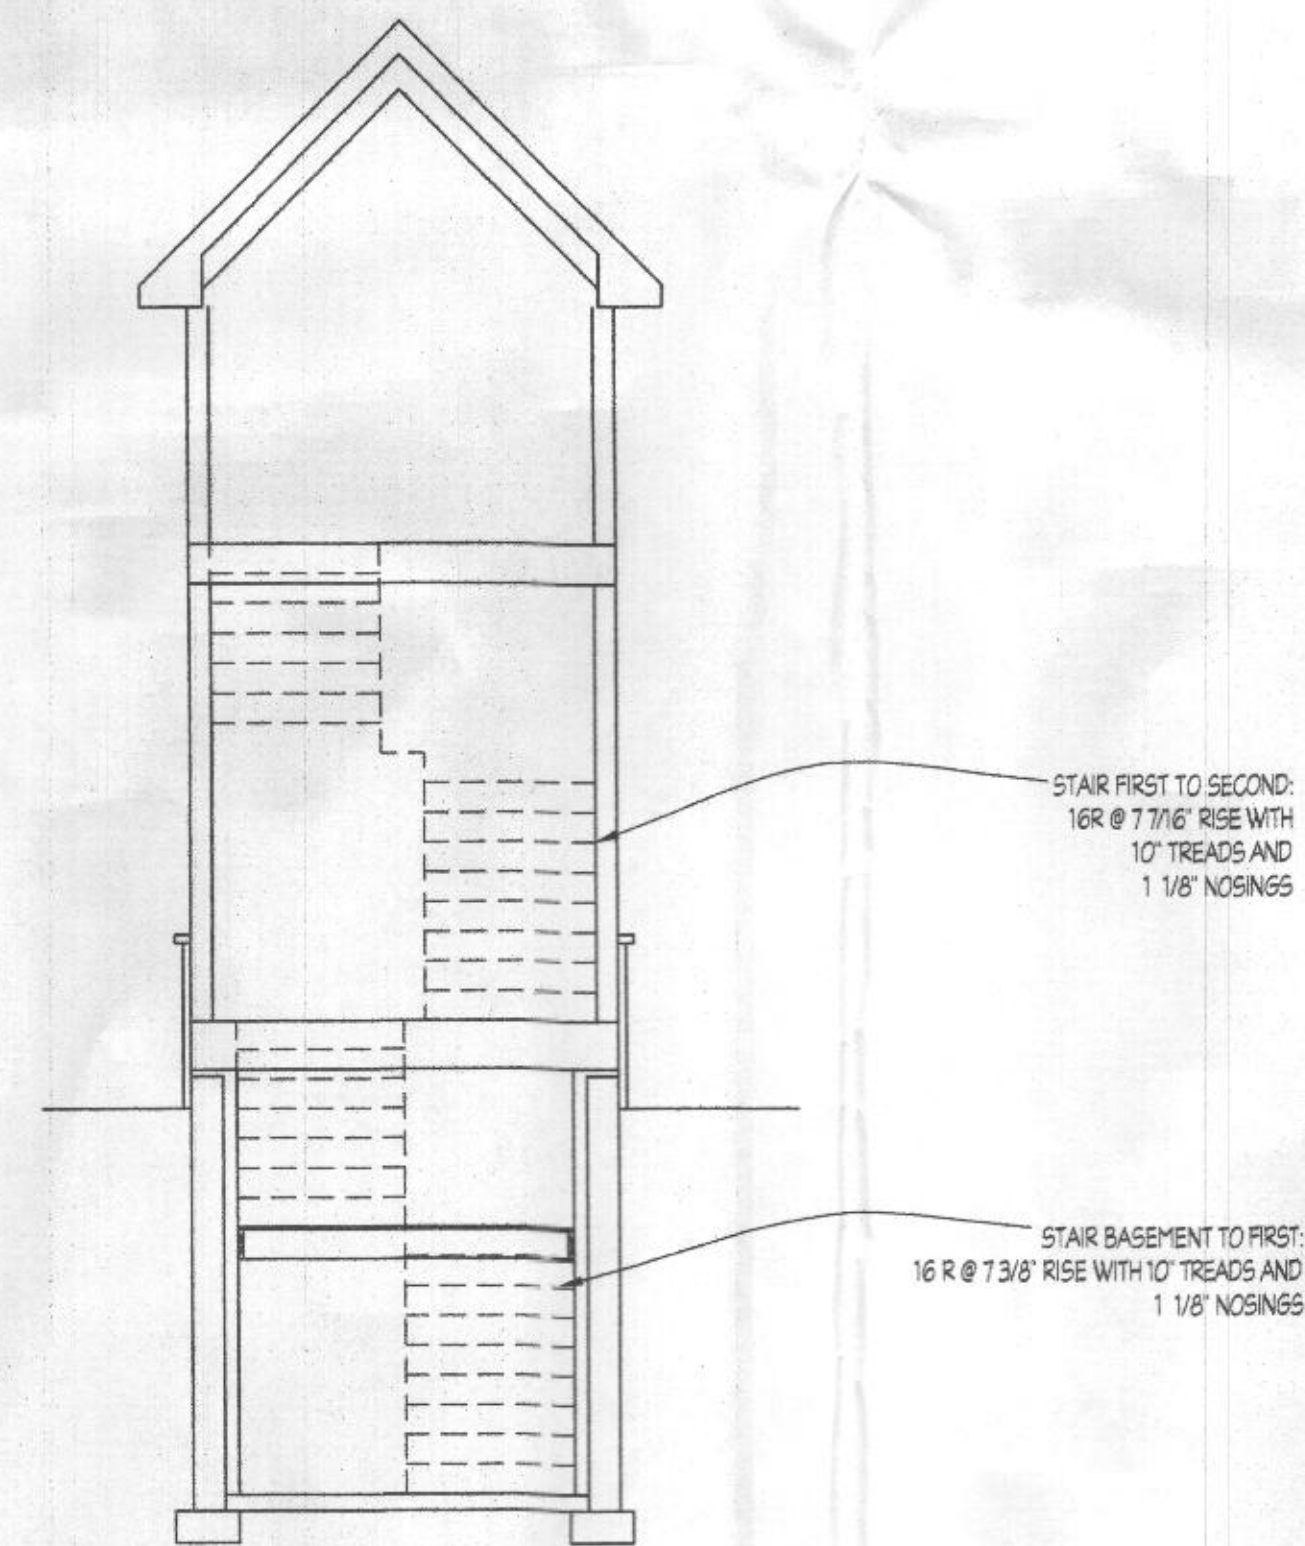 STAIR FIRST TO SECOND:
16R @ 7 7/16" RISE WITH
10" TREADS AND
1 1/8" NOSINGS
STAIR BASEMENT TO FIRST:
16 R @ 7 3/8" RISE WITH 10" TREADS AND
1 1/8" NOSINGS